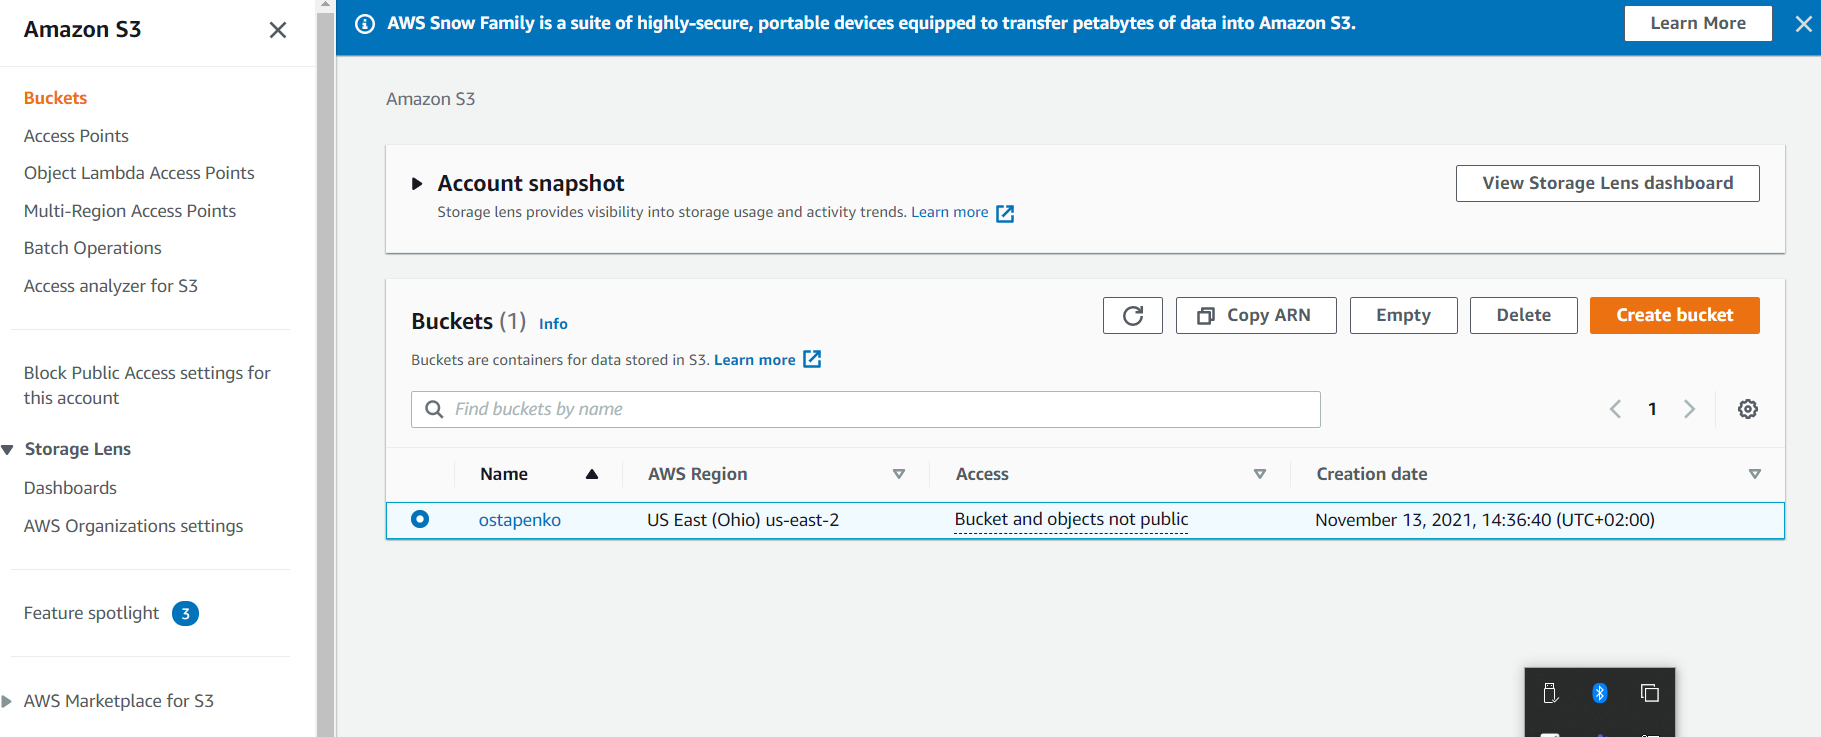 Amazon S3
Buckets
Access Points
Object Lambda Access Points
Multi-Region Access Points
Batch Operations
Access analyzer for S3
Block Public Access settings for
this account
Storage Lens
Dashboards
AWS Organizations settings
Feature spotlight 3
AWS Marketplace for S3
AWS Snow Family is a suite of highly-secure, portable devices equipped to transfer petabytes of data into Amazon S3. Learn More
Amazon S3
Account snapshot View Storage Lens dashboard
Storage lens provides visibility into storage usage and activity trends. Learn more
Buckets (1) Info Copy ARN Empty Delete Create bucket
Buckets are containers for data stored in S3. Learn more
Find buckets by name 1
Name AWS Region Access Creation date
ostapenko US East (Ohio) us-east-2 Bucket and objects not public November 13, 2021, 14:36:40 (UTC+02:00)